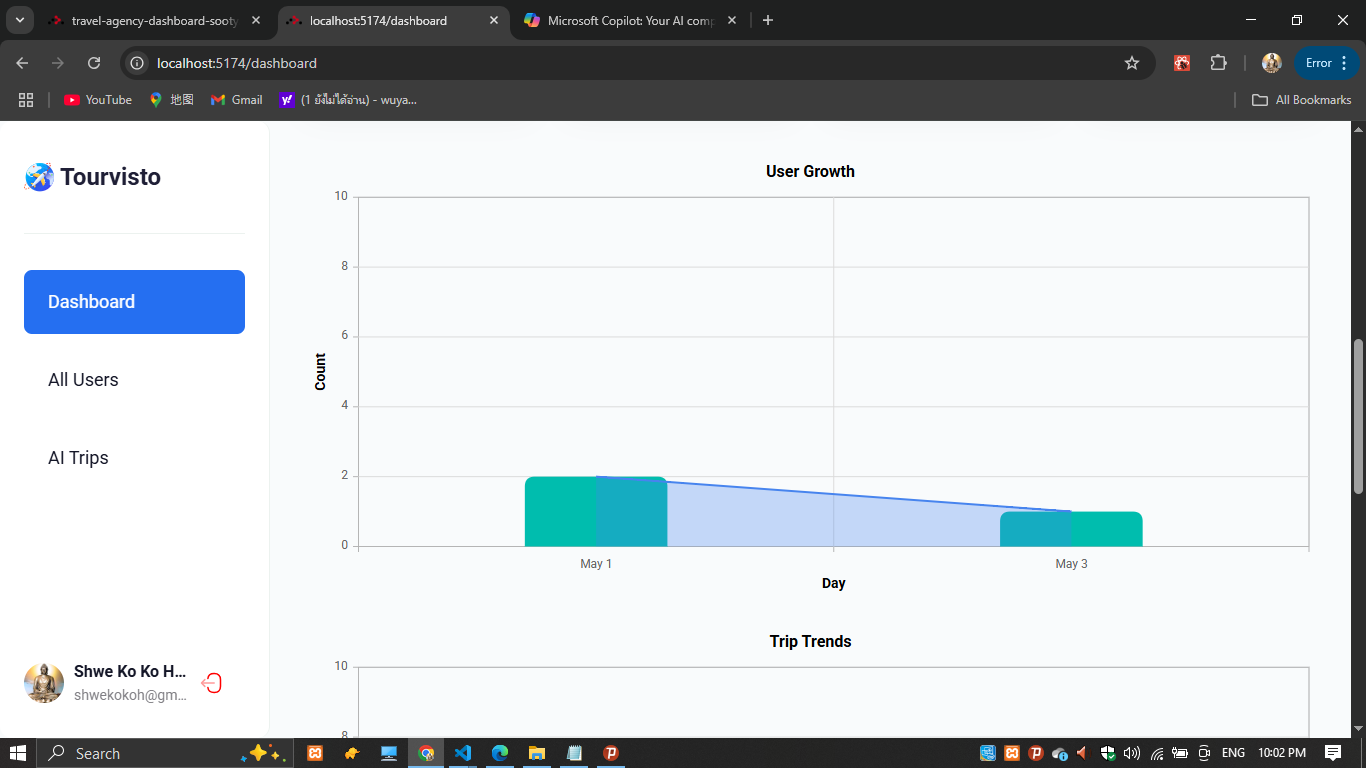 travel-agency-dashboard-sooty
localhost:5174/dashboard
Microsoft Copilot: Your AI comp
localhost:5174/dashboard
Error
YouTube
地图
Gmail
(1 ยังไม่ได้อ่าน) - wuya...
All Bookmarks
Tourvisto
Dashboard
All Users
AI Trips
Shwe Ko Ko H...
shwekokoh@gm...
User Growth
10
8
6
4
2
0
Count
May 1
May 3
Day
Trip Trends
10
8
Search
ENG
10:02 PM